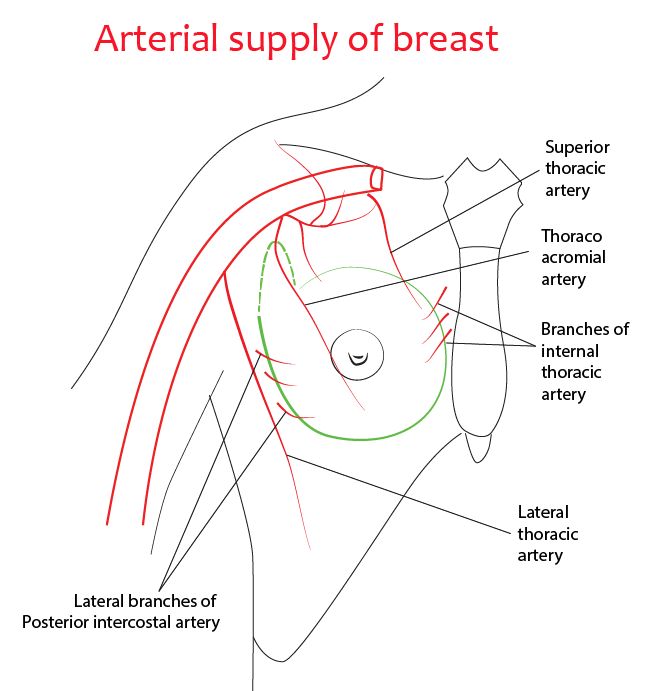 Arterial supply of breast
Superior
thoracic
artery
Thoraco
acromial
artery
Branches of
internal
thoracic
artery
Lateral
thoracic
artery
Lateral branches of
Posterior intercostal artery